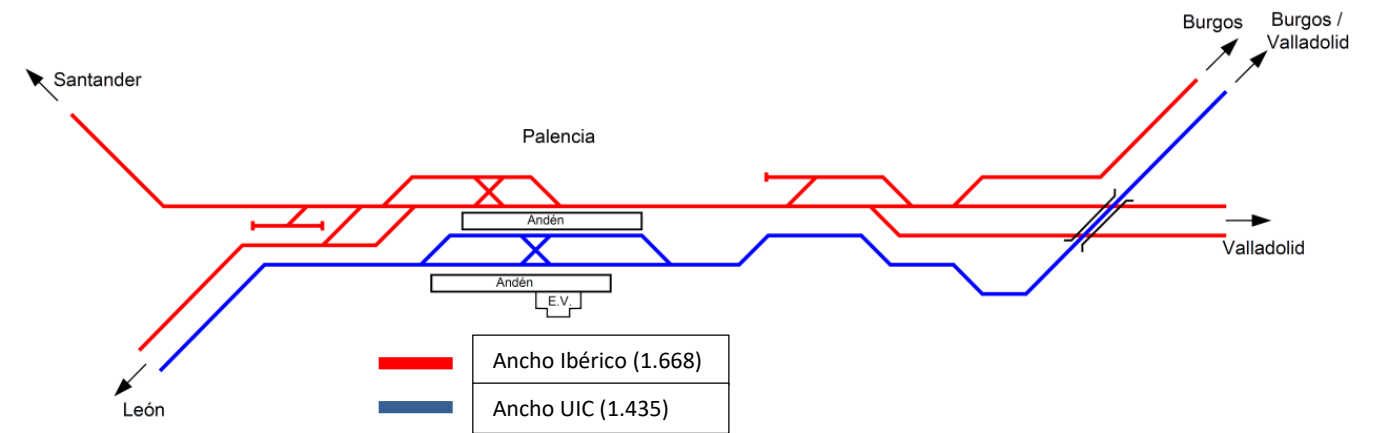 Burgos
Burgos /
Valladolid
Santander
Palencia
Andén
Valladolid
Andén
E.V.
León
Ancho Ibérico (1.668)
Ancho UIC (1.435)